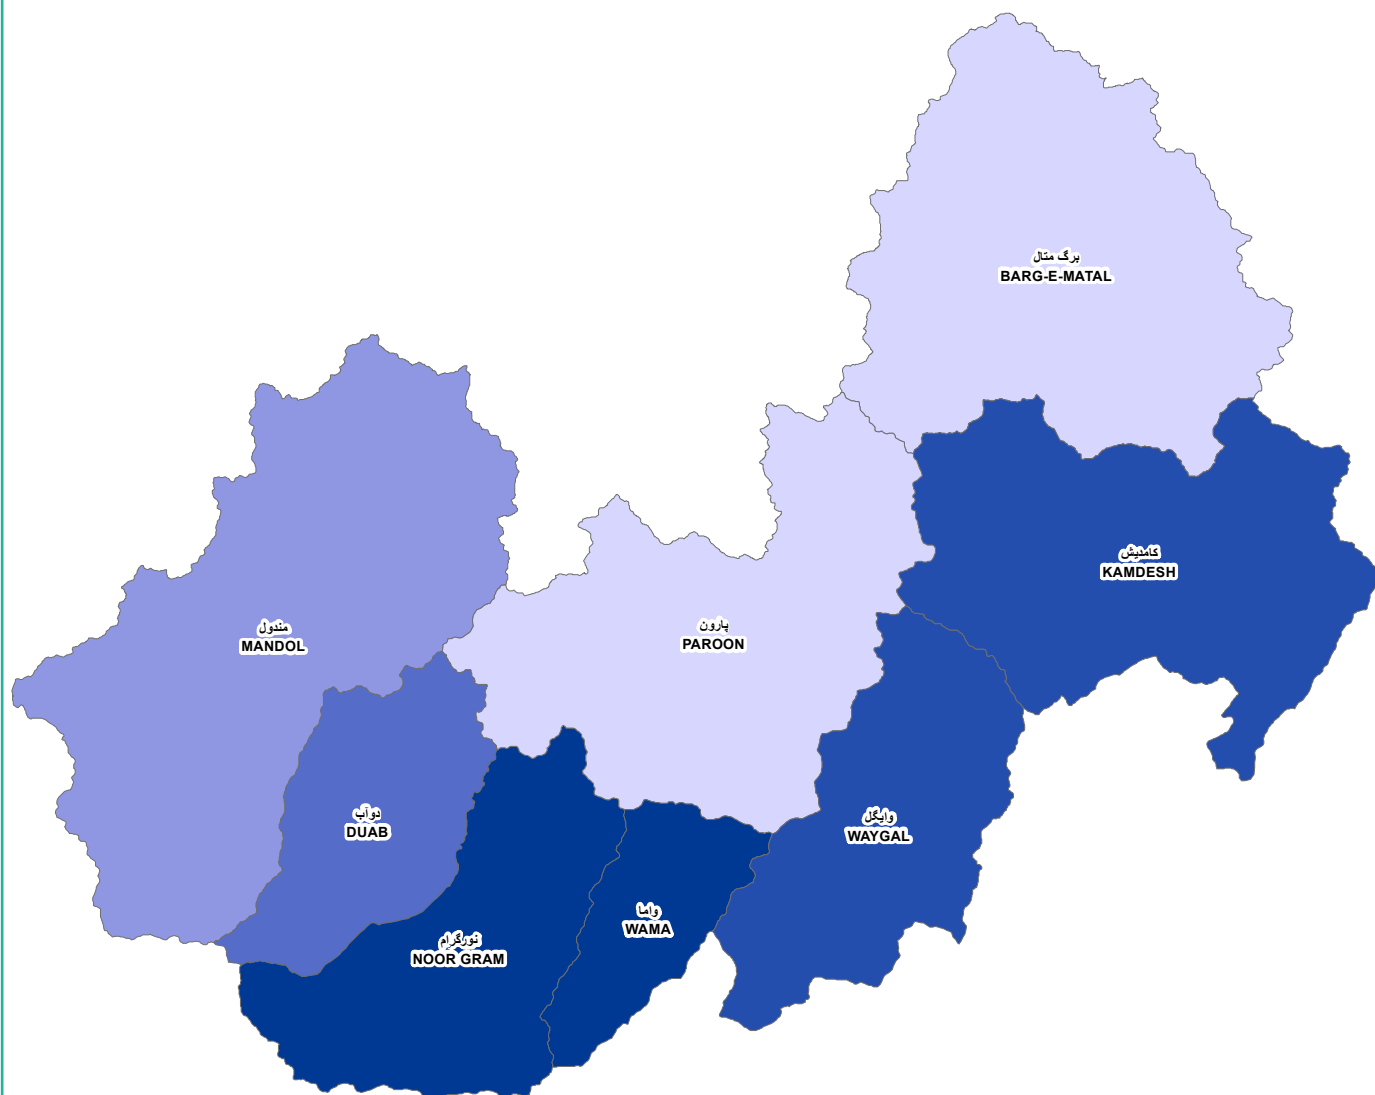 برگ متال
BARG-E-MATAL
کامدیش
KAMDESH
پارون
PAROON
مندول
MANDOL
دوآب
DUAB
وایگل
WAYGAL
واما
WAMA
نورگرام
NOOR GRAM